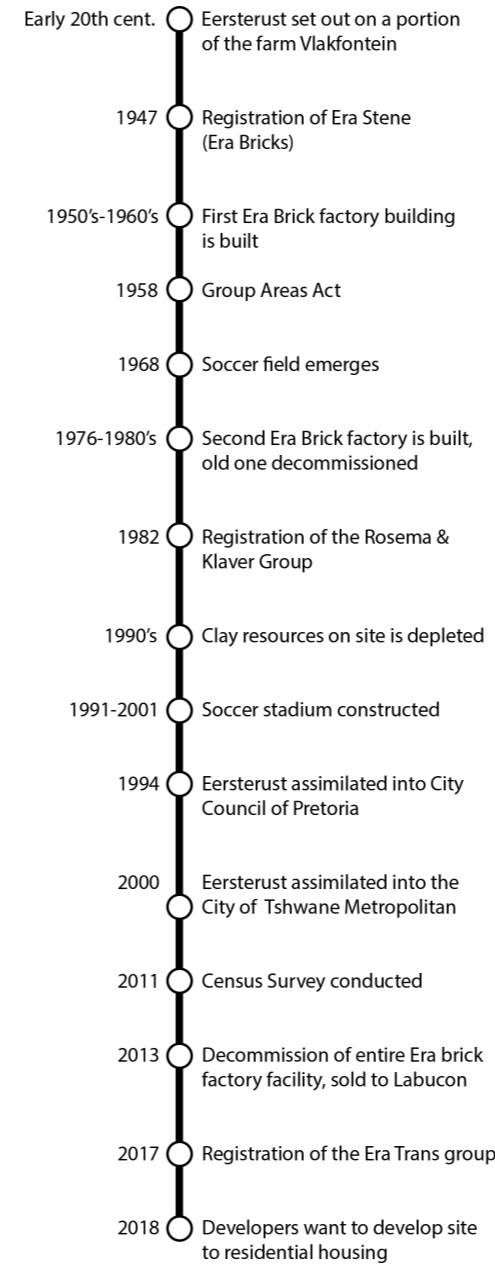 Early 20th cent. Eersterust set out on a portion
of the farm Vlakfontein
1947 Registration of Era Stene
(Era Bricks)
1950's-1960's First Era Brick factory building
is built
1958 Group Areas Act
1968 Soccer field emerges
1976-1980's Second Era Brick factory is built,
old one decommissioned
1982 Registration of the Rosema &
Klaver Group
1990's Clay resources on site is depleted
1991-2001 Soccer stadium constructed
1994 Eersterust assimilated into City
Council of Pretoria
2000 Eersterust assimilated into the
City of Tshwane Metropolitan
2011 Census Survey conducted
2013 Decommission of entire Era brick
factory facility, sold to Labucon
2017 Registration of the Era Trans group
2018 Developers want to develop site
to residential housing